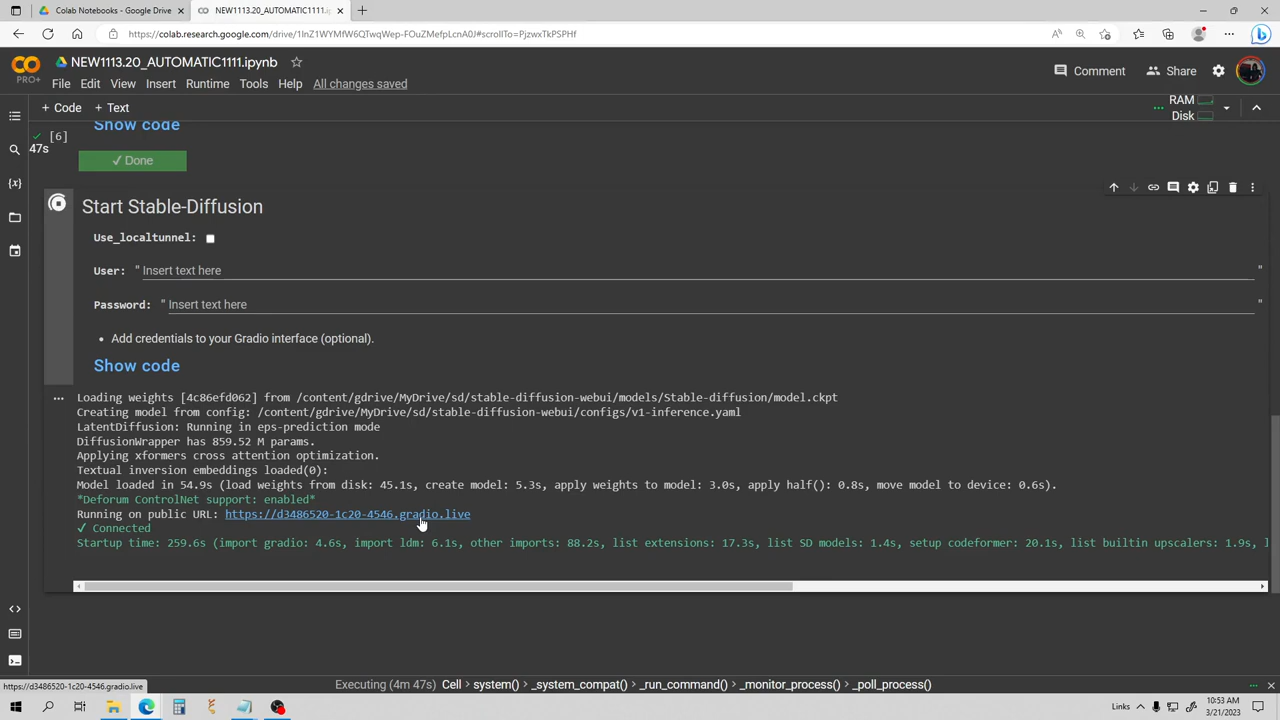 Colab Notebooks - Google Drive
NEW1113.20_AUTOMATIC1111.i
https://colab.research.google.com/drive/1InZ1WYMfW6QTwqWep-FOuZMefpLcnA0J#scrollTo=PjzwxTkPSPHf
NEW1113.20_AUTOMATIC1111.ipynb
PRO+
File Edit View Insert Runtime Tools Help All changes saved
Comment Share
+ Code + Text
RAM
Disk
Show code
[6]
47s
✓ Done
Start Stable-Diffusion
Use_localtunnel:
User: " Insert text here "
Password: " Insert text here "
• Add credentials to your Gradio interface (optional).
Show code
Loading weights [4c86efd062] from /content/gdrive/MyDrive/sd/stable-diffusion-webui/models/Stable-diffusion/model.ckpt
Creating model from config: /content/gdrive/MyDrive/sd/stable-diffusion-webui/configs/v1-inference.yaml
LatentDiffusion: Running in eps-prediction mode
DiffusionWrapper has 859.52 M params.
Applying xformers cross attention optimization.
Textual inversion embeddings loaded(0):
Model loaded in 54.9s (load weights from disk: 45.1s, create model: 5.3s, apply weights to model: 3.0s, apply half(): 0.8s, move model to device: 0.6s).
*Deforum ControlNet support: enabled*
Running on public URL: https://d3486520-1c20-4546.gradio.live
✓ Connected
Startup time: 259.6s (import gradio: 4.6s, import ldm: 6.1s, other imports: 88.2s, list extensions: 17.3s, list SD models: 1.4s, setup codeformer: 20.1s, list builtin upscalers: 1.9s, l
https://d3486520-1c20-4546.gradio.live
Executing (4m 47s) Cell > system() > _system_compat() > _run_command() > _monitor_process() > _poll_process()
Links
10:53 AM
3/21/2023